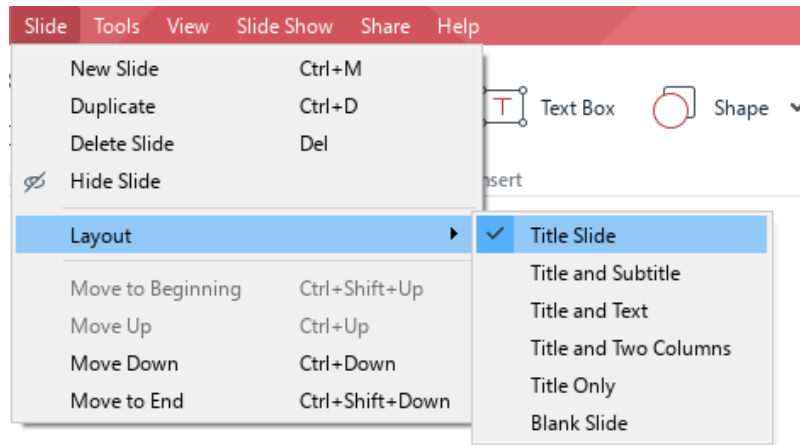 Slide Tools View Slide Show Share Help
New Slide Ctrl+M
Duplicate Ctrl+D
Delete Slide Del
Hide Slide
Layout
Move to Beginning Ctrl+Shift+Up
Move Up Ctrl+Up
Move Down Ctrl+Down
Move to End Ctrl+Shift+Down
T Text Box Shape
Title Slide
Title and Subtitle
Title and Text
Title and Two Columns
Title Only
Blank Slide